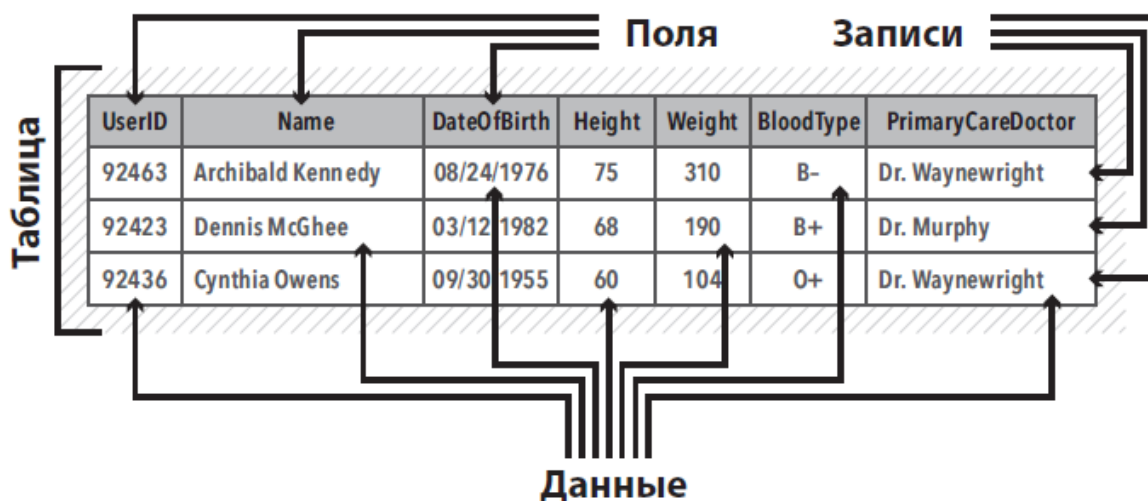 Поля Записи
Таблица
UserID Name DateOfBirth Height Weight BloodType PrimaryCareDoctor
92463 Archibald Kennedy 08/24/1976 75 310 B– Dr. Waynewright
92423 Dennis McGhee 03/12/1982 68 190 B+ Dr. Murphy
92436 Cynthia Owens 09/30/1955 60 104 O+ Dr. Waynewright
Данные